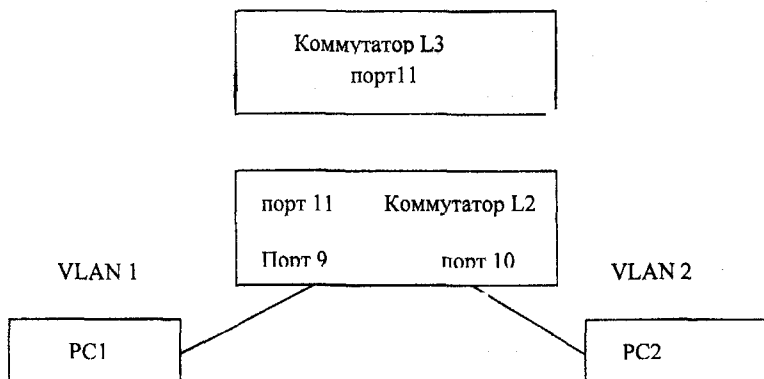 Коммутатор L3
порт11
порт 11 Коммутатор L2
Порт 9 порт 10
VLAN 1
VLAN 2
PC1
PC2